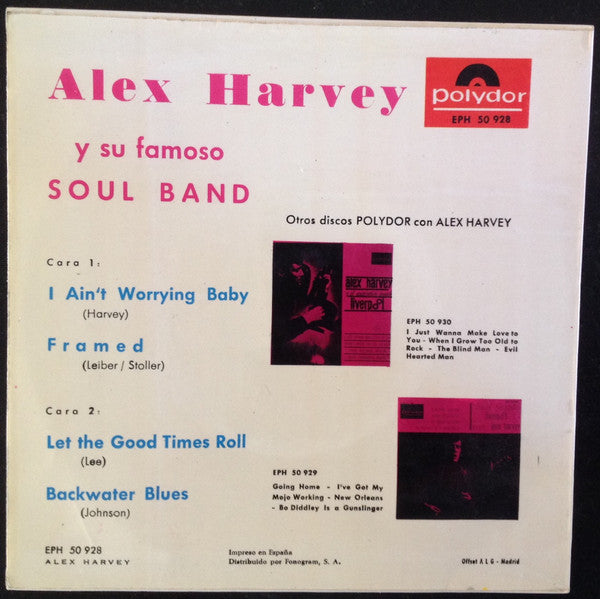 Alex Harvey
polydor
EPH 50 928
y su famoso
SOUL BAND
Otros discos POLYDOR con ALEX HARVEY
Cara 1:
I Ain't Worrying Baby
(Harvey)
Framed
(Leiber / Stoller)
alex harvey
liverpool
EPH 50 930
I Just Wanna Make Love to
You - When I Grow Too Old to
Rock - The Blind Man - Evil
Hearted Man
Cara 2:
Let the Good Times Roll
(Lee)
Backwater Blues
(Johnson)
EPH 50 929
Going Home - I've Got My
Mojo Working - New Orleans
- Bo Diddley Is a Gunslinger
EPH 50 928
ALEX HARVEY
Impreso en España
Distribuido por Fonogram, S. A.
Offset A L G - Madrid